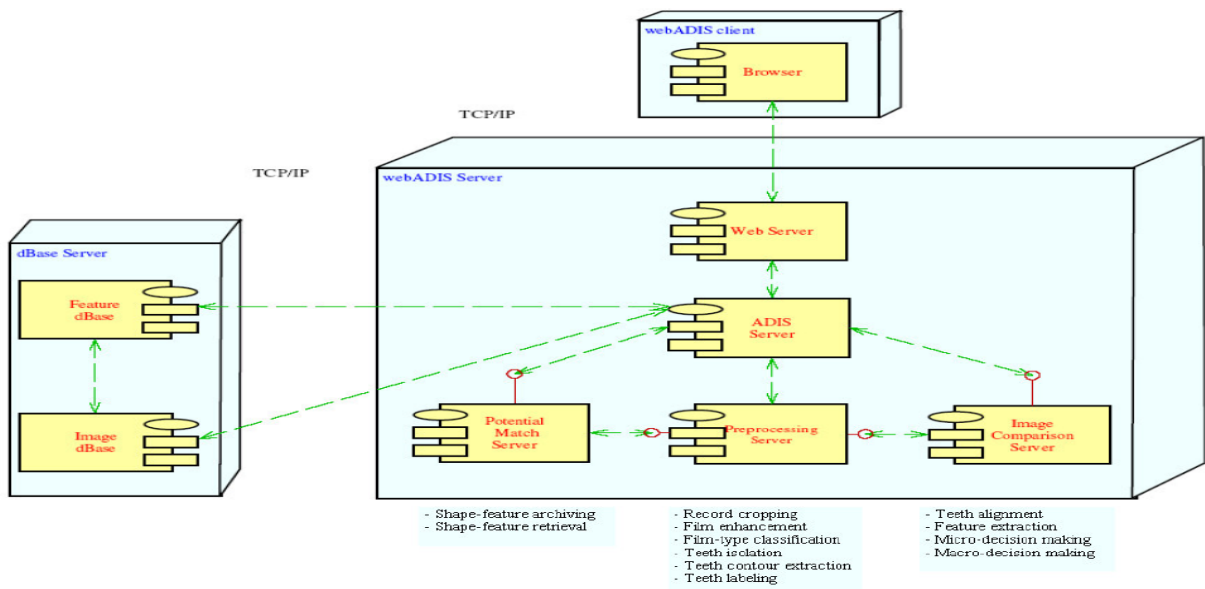 webADIS client
Browser
TCP/IP
TCP/IP
webADIS Server
Web Server
dBase Server
Feature
dBase
ADIS
Server
Image
dBase
Potential
Match
Server
Preprocessing
Server
Image
Comparison
Server
- Shape-feature archiving
- Shape-feature retrieval
- Record cropping
- Film enhancement
- Film-type classification
- Teeth isolation
- Teeth contour extraction
- Teeth labeling
- Teeth alignment
- Feature extraction
- Micro-decision making
- Macro-decision making